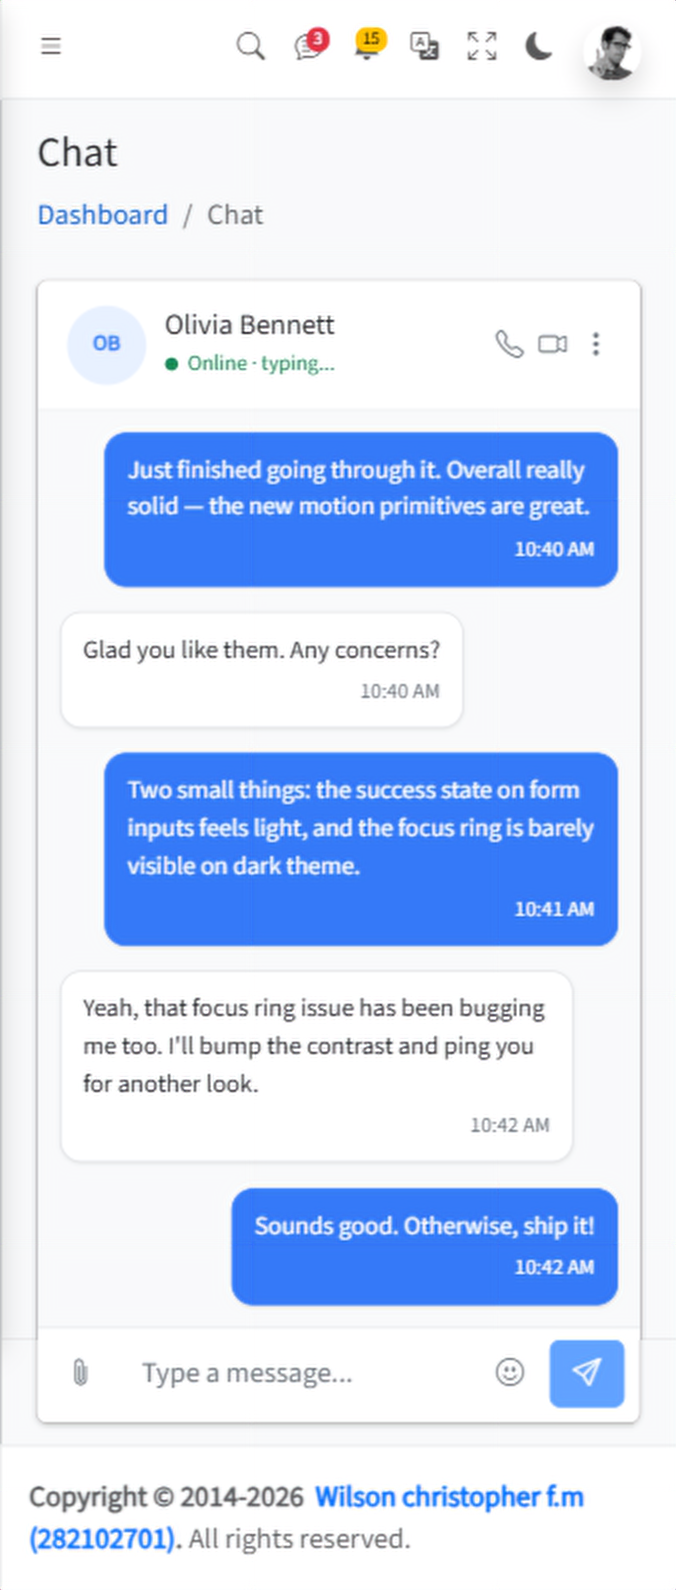 3
15
Chat
Dashboard / Chat
OB
Olivia Bennett
Online · typing...
Just finished going through it. Overall really
solid — the new motion primitives are great.
10:40 AM
Glad you like them. Any concerns?
10:40 AM
Two small things: the success state on form
inputs feels light, and the focus ring is barely
visible on dark theme.
10:41 AM
Yeah, that focus ring issue has been bugging
me too. I'll bump the contrast and ping you
for another look.
10:42 AM
Sounds good. Otherwise, ship it!
10:42 AM
Type a message...
Copyright © 2014-2026 Wilson christopher f.m
(282102701). All rights reserved.